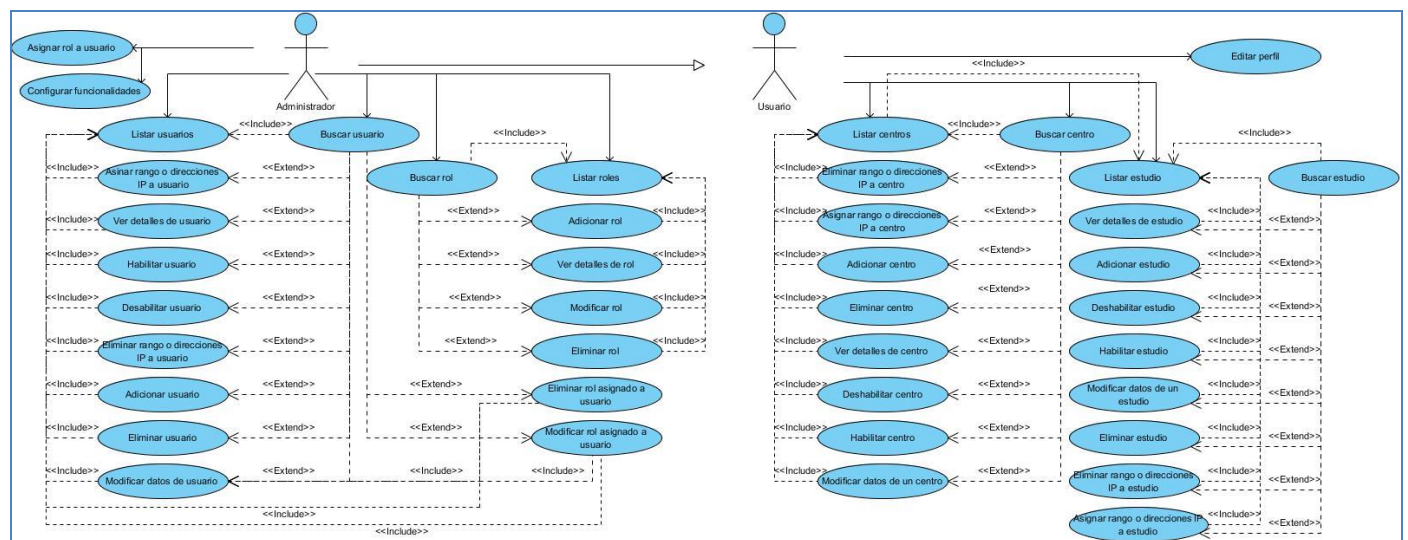 Asignar rol a usuario
Configurar funcionalidades
Administrador
Usuario
Editar perfil
<<Include>>
Listar usuarios
<<Include>>
Buscar usuario
<<Include>>
Listar centros
<<Include>>
Buscar centro
<<Include>>
<<Include>>
Asinar rango o direcciones
IP a usuario
<<Extend>>
Buscar rol
Listar roles
<<Include>>
Eliminar rango o direcciones
IP a centro
<<Extend>>
Listar estudio
Buscar estudio
<<Include>>
Ver detalles de usuario
<<Extend>>
<<Extend>>
Adicionar rol
<<Include>>
<<Include>>
Asignar rango o direcciones
IP a centro
<<Extend>>
Ver detalles de estudio
<<Include>>
<<Extend>>
<<Include>>
Habilitar usuario
<<Extend>>
<<Extend>>
Ver detalles de rol
<<Include>>
<<Include>>
Adicionar centro
<<Extend>>
Adicionar estudio
<<Include>>
<<Extend>>
<<Include>>
Desabilitar usuario
<<Extend>>
<<Extend>>
Modificar rol
<<Include>>
<<Include>>
Eliminar centro
<<Extend>>
Deshabilitar estudio
<<Include>>
<<Extend>>
<<Include>>
Eliminar rango o direcciones
IP a usuario
<<Extend>>
<<Extend>>
Eliminar rol
<<Include>>
<<Include>>
Ver detalles de centro
<<Extend>>
Habilitar estudio
<<Include>>
<<Extend>>
<<Include>>
Adicionar usuario
<<Extend>>
<<Extend>>
Eliminar rol asignado a
usuario
<<Include>>
Deshabilitar centro
<<Extend>>
Modificar datos de un
estudio
<<Include>>
<<Extend>>
<<Include>>
Eliminar usuario
<<Extend>>
<<Extend>>
Modificar rol asignado a
usuario
<<Include>>
Habilitar centro
<<Extend>>
Eliminar estudio
<<Include>>
<<Extend>>
<<Include>>
Modificar datos de usuario
<<Extend>>
<<Include>>
<<Include>>
<<Include>>
Modificar datos de un centro
<<Extend>>
Eliminar rango o direcciones
IP a estudio
<<Include>>
<<Extend>>
<<Include>>
<<Include>>
Asignar rango o direcciones IP
a estudio
<<Include>>
<<Extend>>